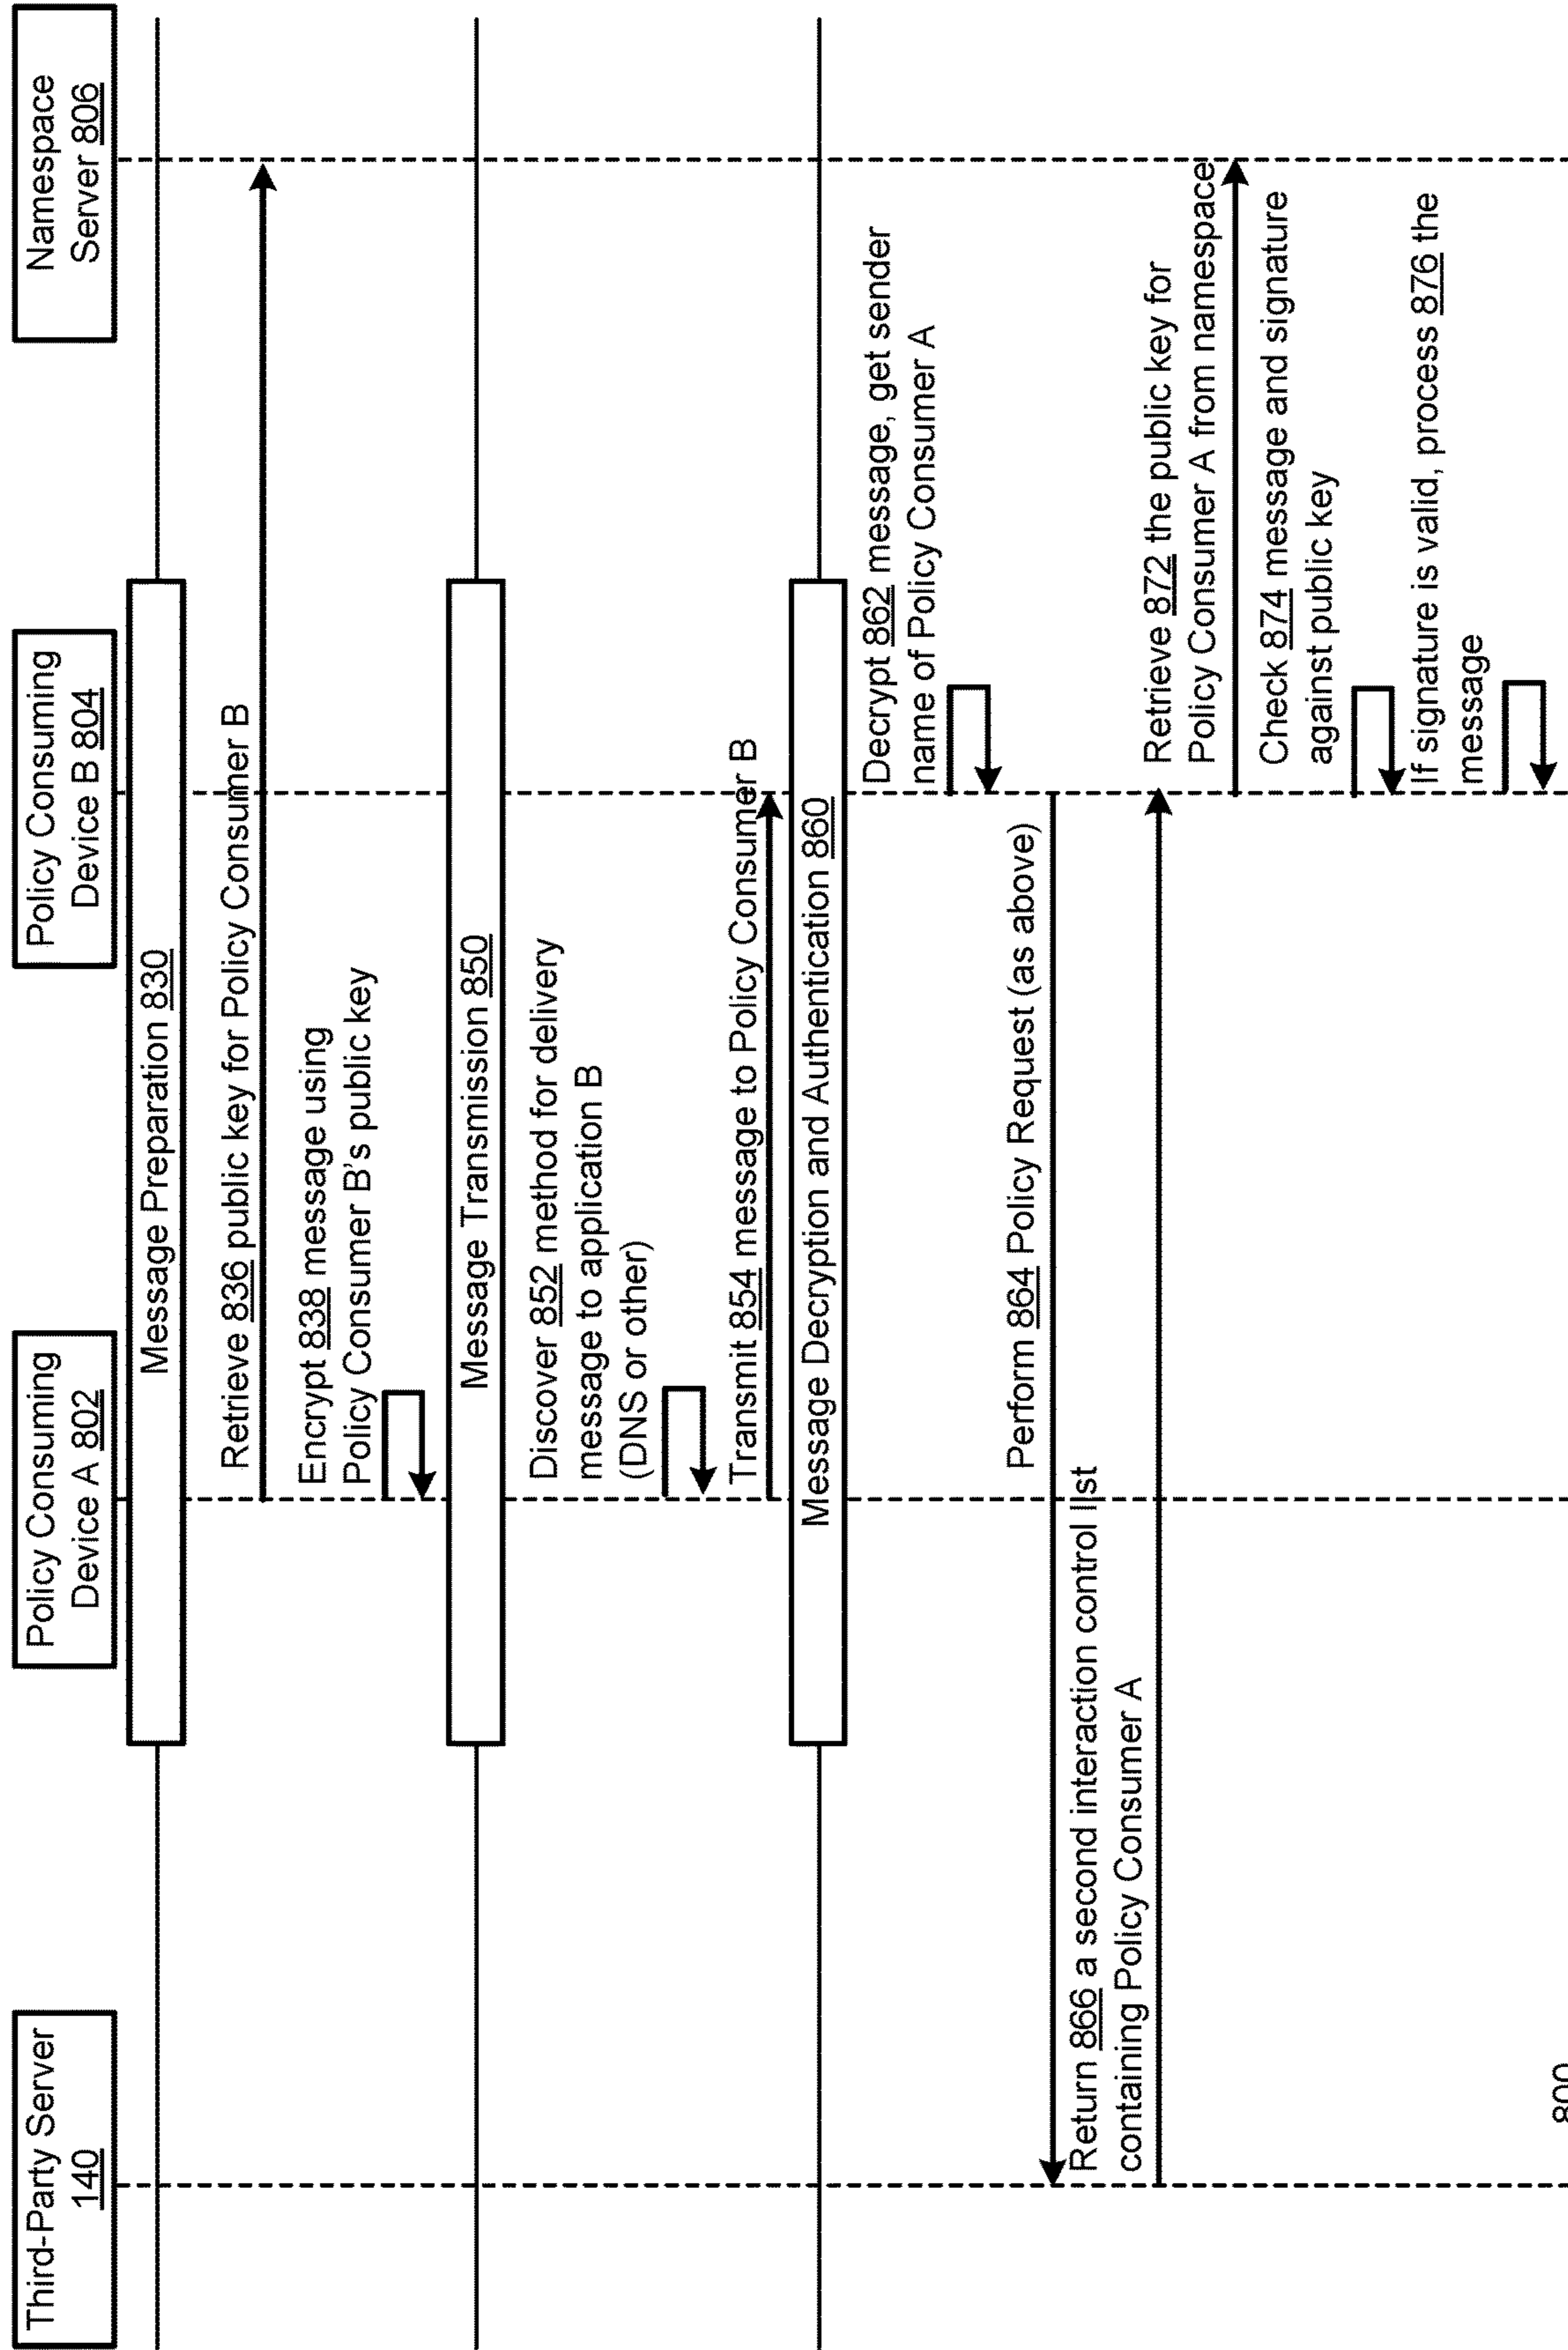 Third-Party Server
140
Policy Consuming
Device A 802
Policy Consuming
Device B 804
Namespace
Server 806
Message Preparation 830
Retrieve 836 public key for Policy Consumer B
Encrypt 838 message using
Policy Consumer B's public key
Message Transmission 850
Discover 852 method for delivery
message to application B
(DNS or other)
Transmit 854 message to Policy Consumer B
Message Decryption and Authentication 860
Decrypt 862 message, get sender
name of Policy Consumer A
Perform 864 Policy Request (as above)
Return 866 a second interaction control list
containing Policy Consumer A
Retrieve 872 the public key for
Policy Consumer A from namespace
Check 874 message and signature
against public key
If signature is valid, process 876 the
message
800